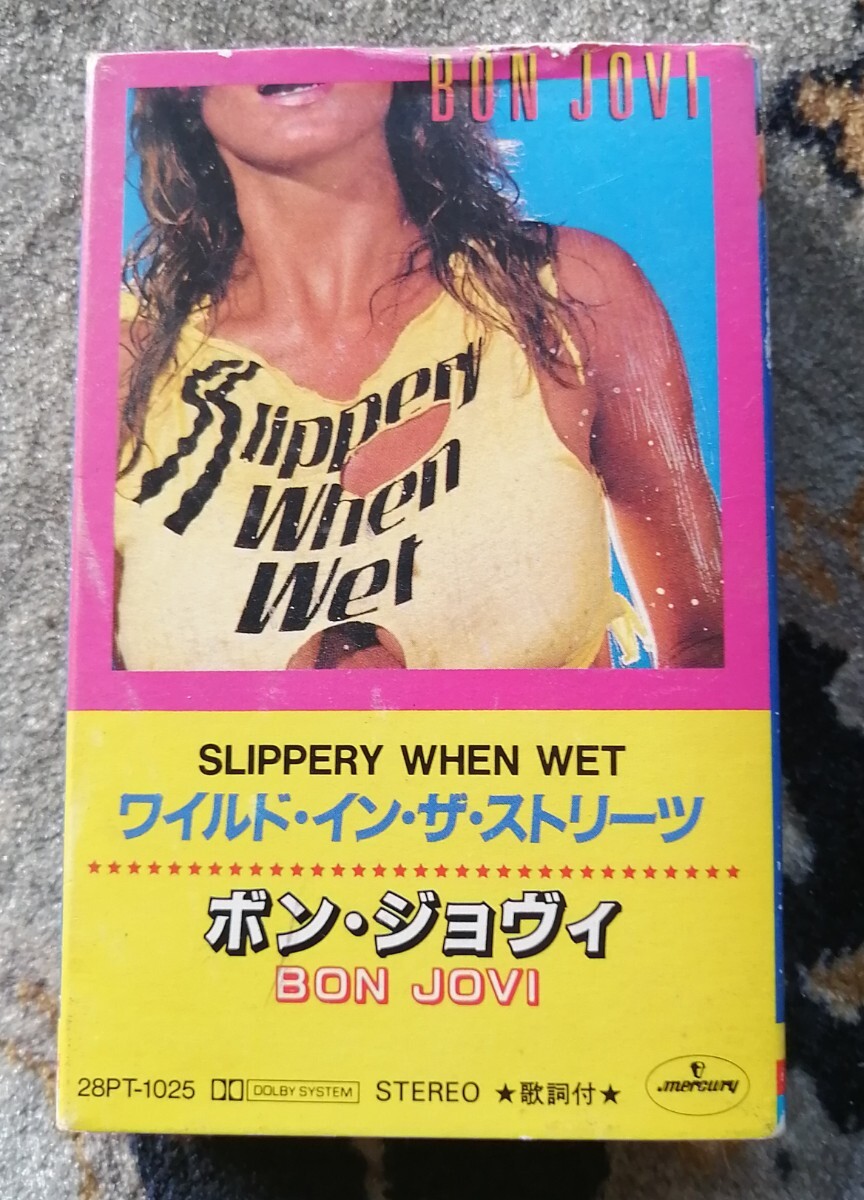 BON JOVI
Slippery
When
Wet
SLIPPERY WHEN WET
ワイルド・イン・ザ・ストリーツ
ボン・ジョヴィ
BON JOVI
28PT-1025 DOLBY SYSTEM STEREO ★歌詞付★ mercury